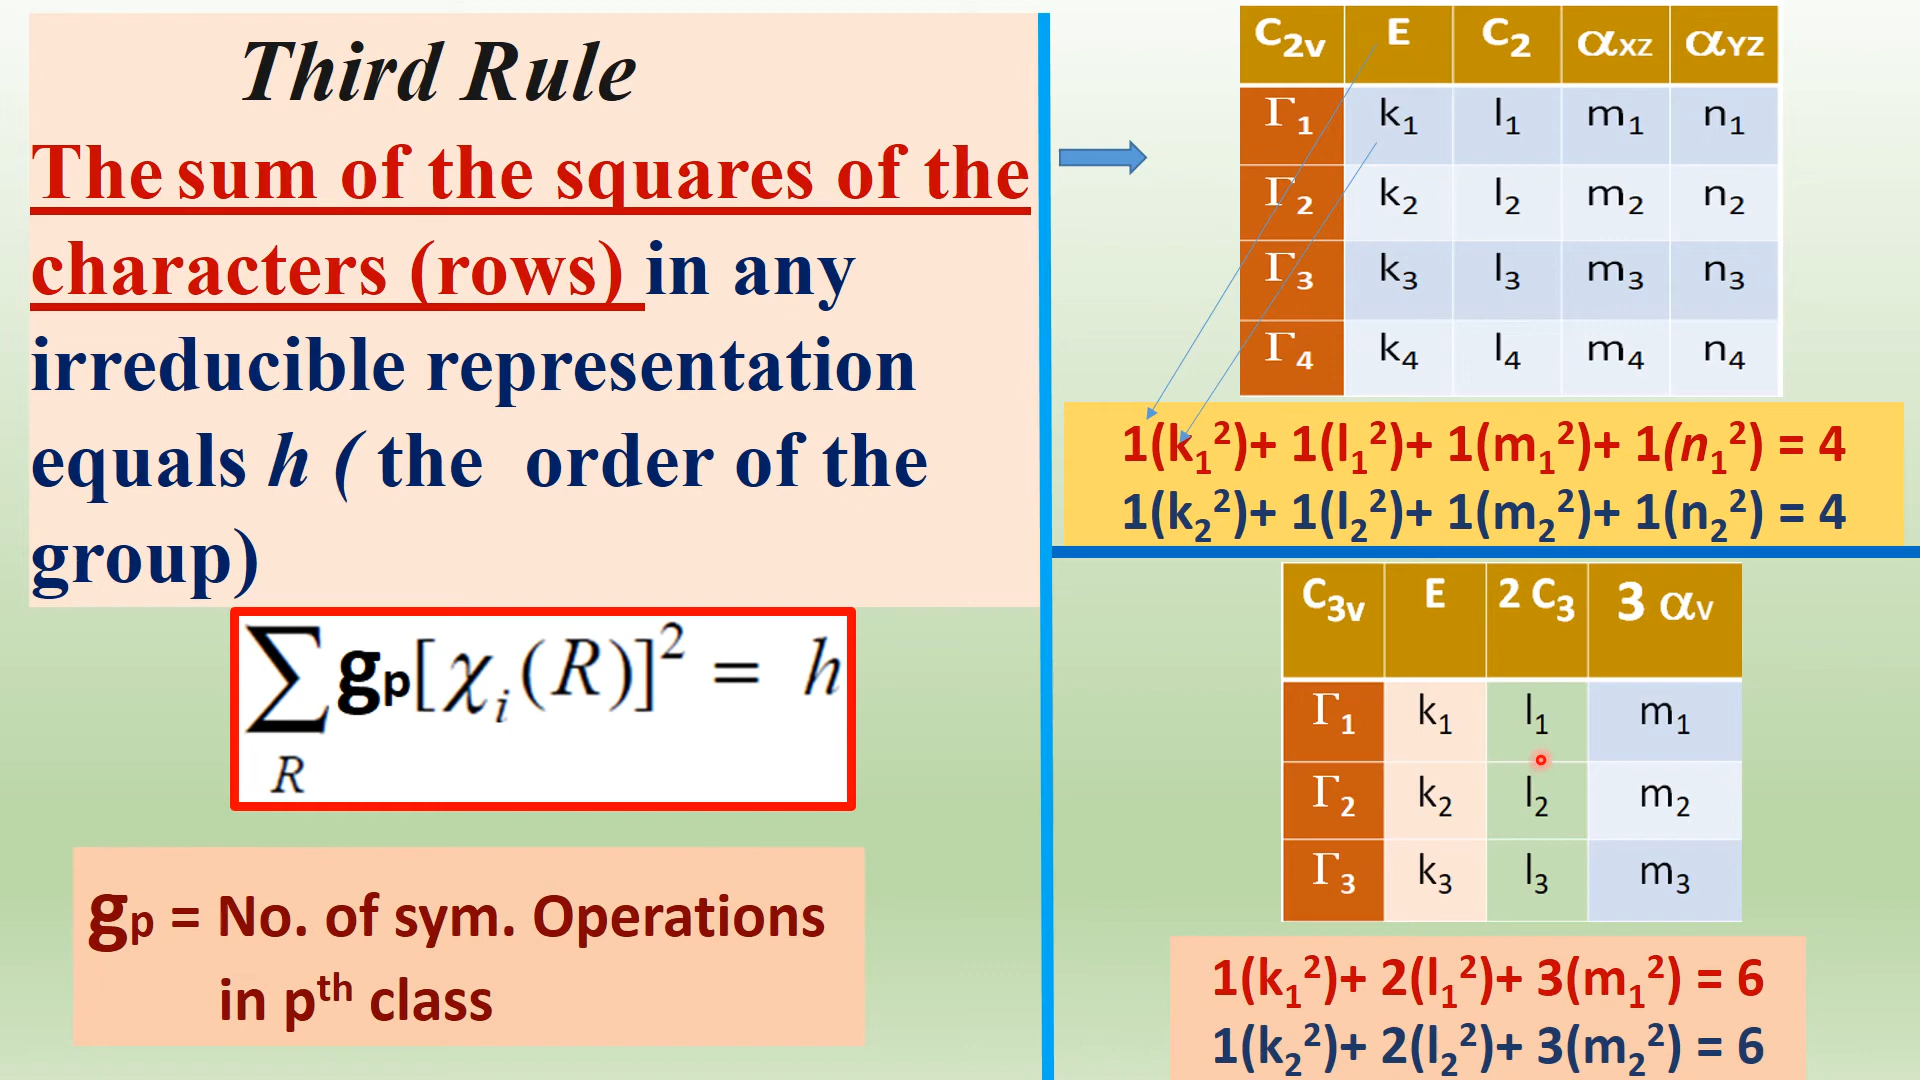 Third Rule
The sum of the squares of the
characters (rows) in any
irreducible representation
equals h ( the order of the
group)
∑ gₚ[χᵢ(R)]² = h
R
gₚ = No. of sym. Operations
in pᵗʰ class
C₂ᵥ E C₂ αXZ αYZ
Γ₁ k₁ l₁ m₁ n₁
Γ₂ k₂ l₂ m₂ n₂
Γ₃ k₃ l₃ m₃ n₃
Γ₄ k₄ l₄ m₄ n₄
1(k₁²)+ 1(l₁²)+ 1(m₁²)+ 1(n₁²) = 4
1(k₂²)+ 1(l₂²)+ 1(m₂²)+ 1(n₂²) = 4
C₃ᵥ E 2 C₃ 3 αV
Γ₁ k₁ l₁ m₁
Γ₂ k₂ l₂ m₂
Γ₃ k₃ l₃ m₃
1(k₁²)+ 2(l₁²)+ 3(m₁²) = 6
1(k₂²)+ 2(l₂²)+ 3(m₂²) = 6